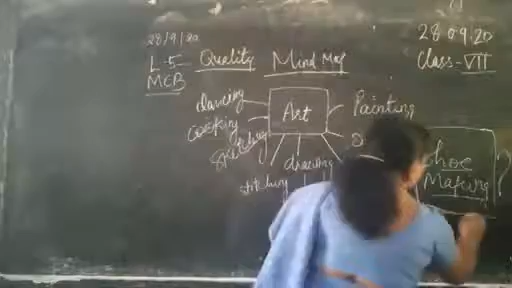 28/9/20
L-5
MCB
Quality Mind Map
28.09.20
Class-VII
Art
dancing
cooking
sketching
stitching
drawing
Painting
Shoe
Making
?